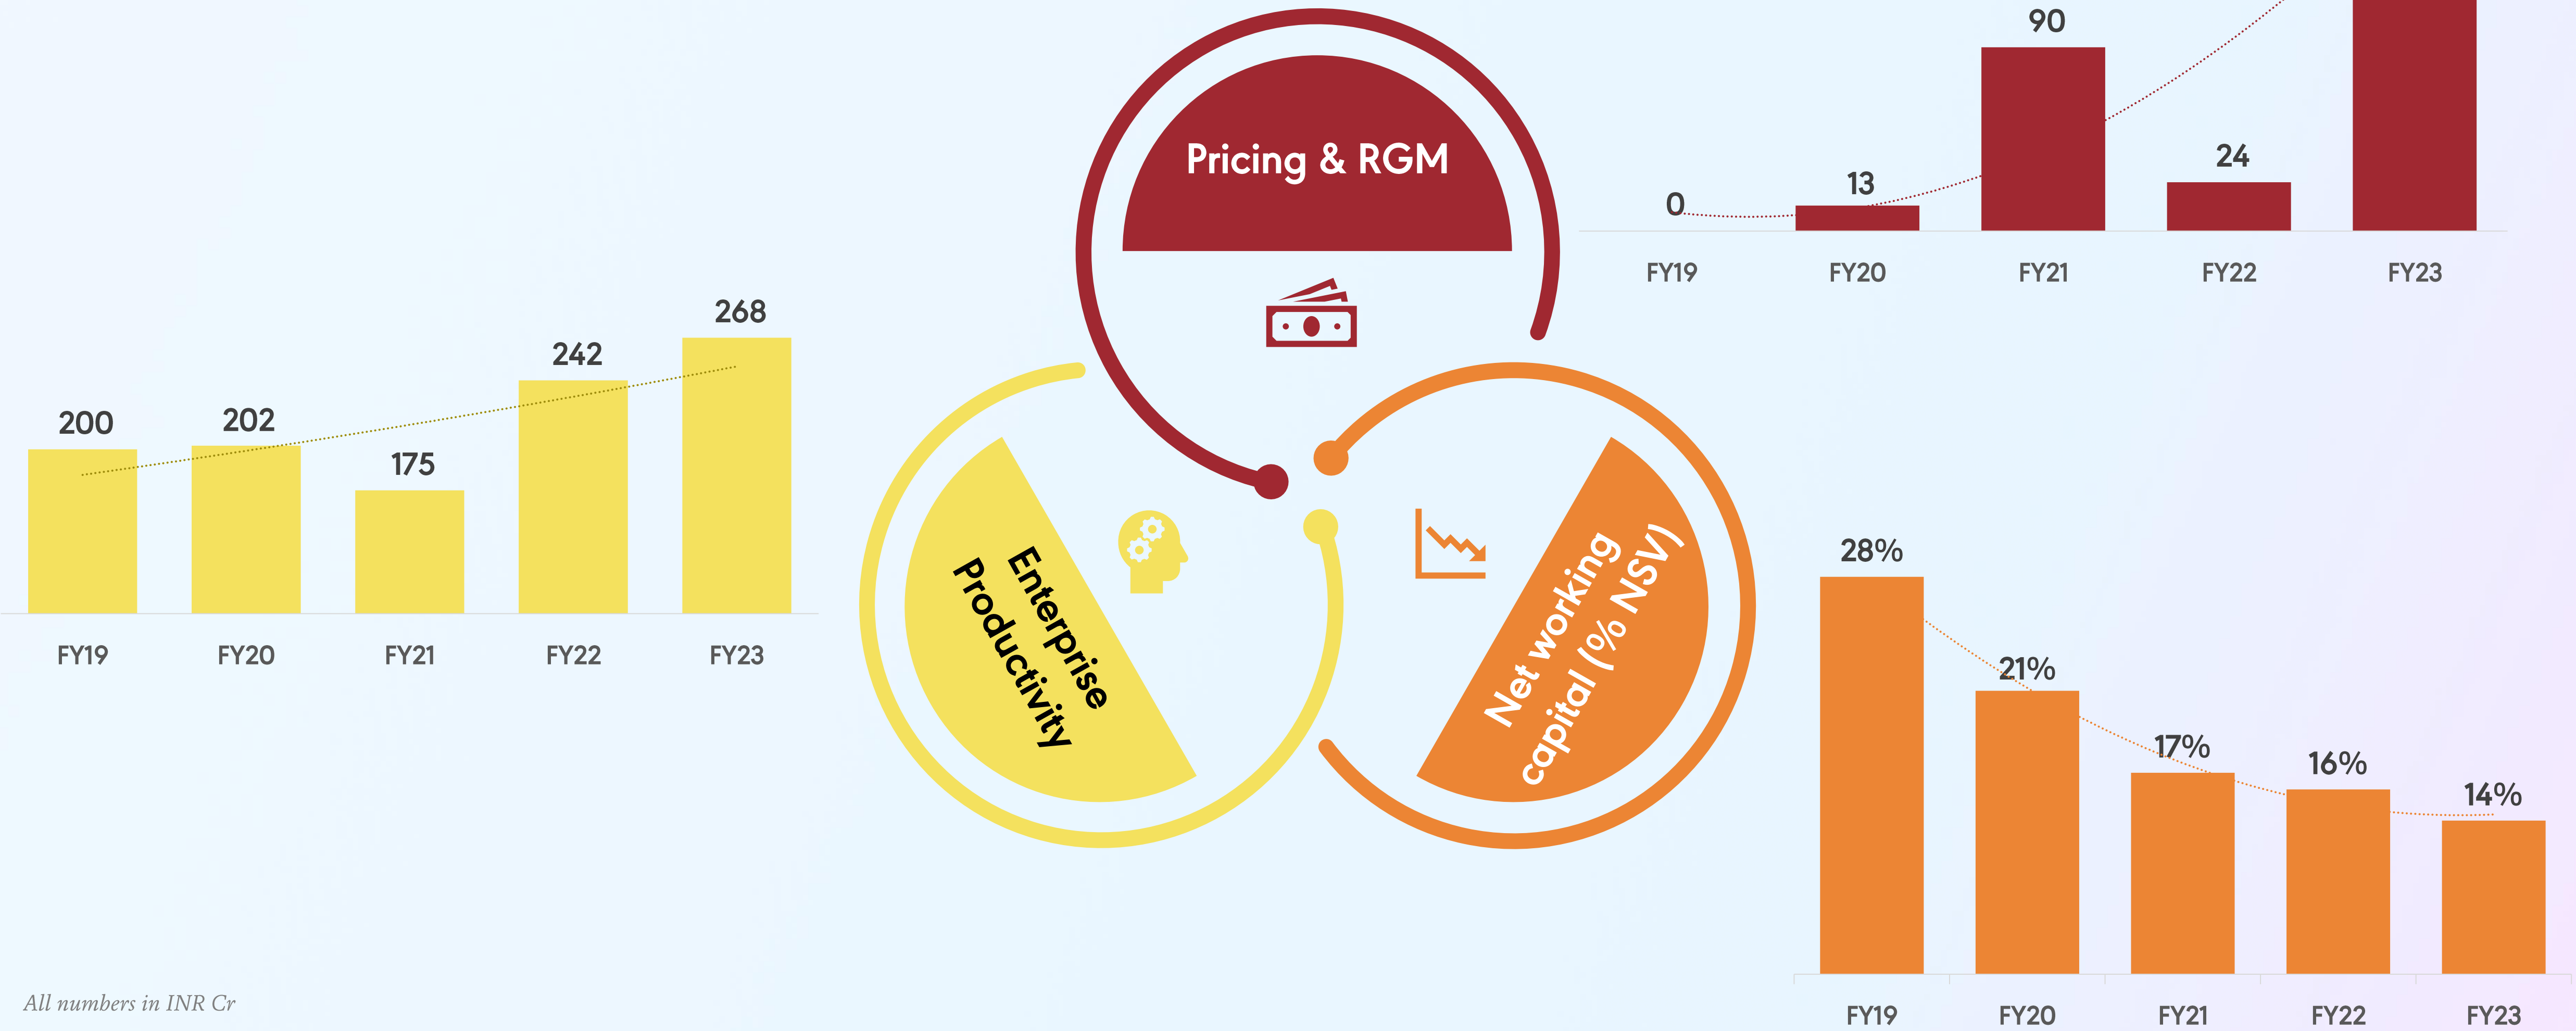 Pricing & RGM
90
13
24
0
FY19 FY20 FY21 FY22 FY23
200
202
175
242
268
FY19 FY20 FY21 FY22 FY23
Enterprise
Productivity
Net working
capital (% NSV)
28%
21%
17%
16%
14%
FY19 FY20 FY21 FY22 FY23
All numbers in INR Cr